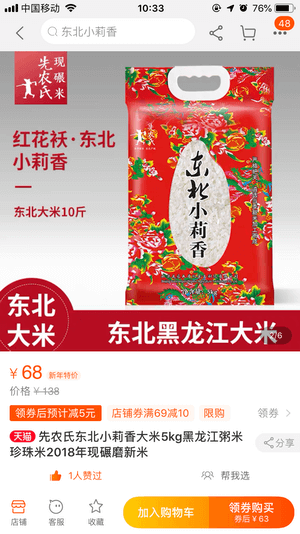 中国移动
10:33
76%
东北小莉香
48
先农氏
现碾米
红花袄·东北
小莉香
东北大米10斤
东北小莉香
东北
大米
东北黑龙江大米
/6
¥68 新年特价
价格 ¥138
领券后预计减5元 店铺券满69减10 限购 领券
天猫 先农氏东北小莉香大米5kg黑龙江粥米
珍珠米2018年现碾磨新米
分享
1人赞过
帮我选
店铺
客服
收藏
加入购物车
领券购买
券后 ¥63